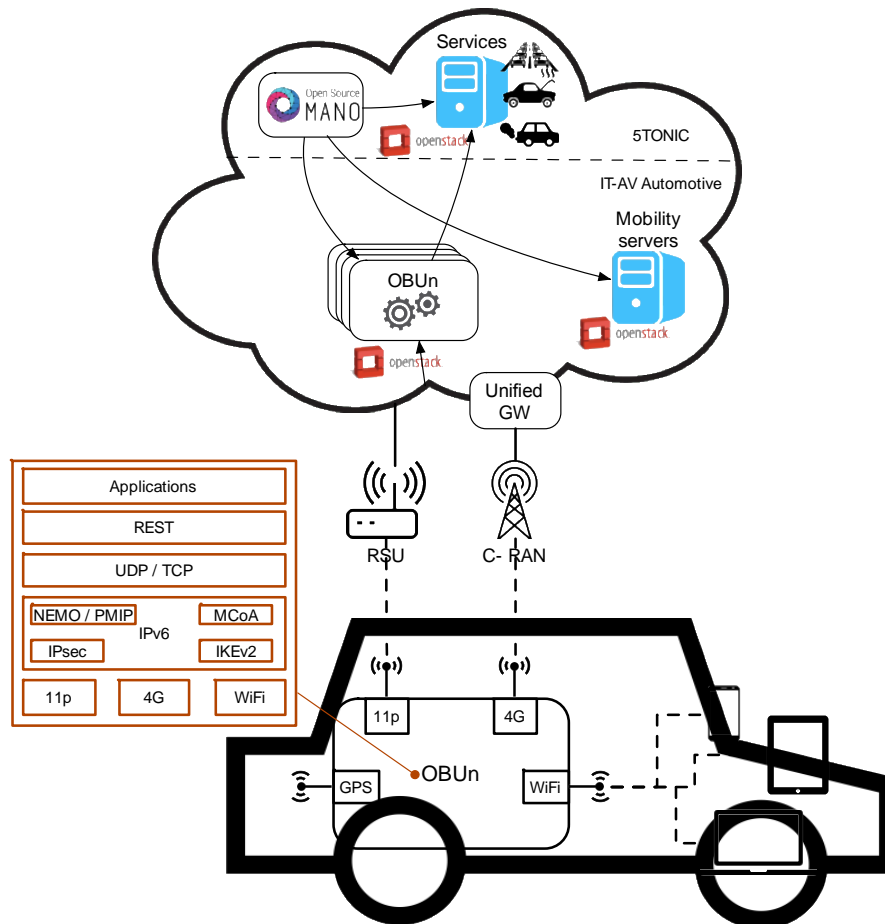 Services
Open Source
MANO
openstack
5TONIC
IT-AV Automotive
Mobility
servers
OBUn
openstack
openstack
Unified
GW
Applications
REST
UDP / TCP
NEMO / PMIP
MCoA
IPv6
IPsec
IKEv2
11p
4G
WiFi
RSU
C- RAN
11p
4G
OBUn
GPS
WiFi